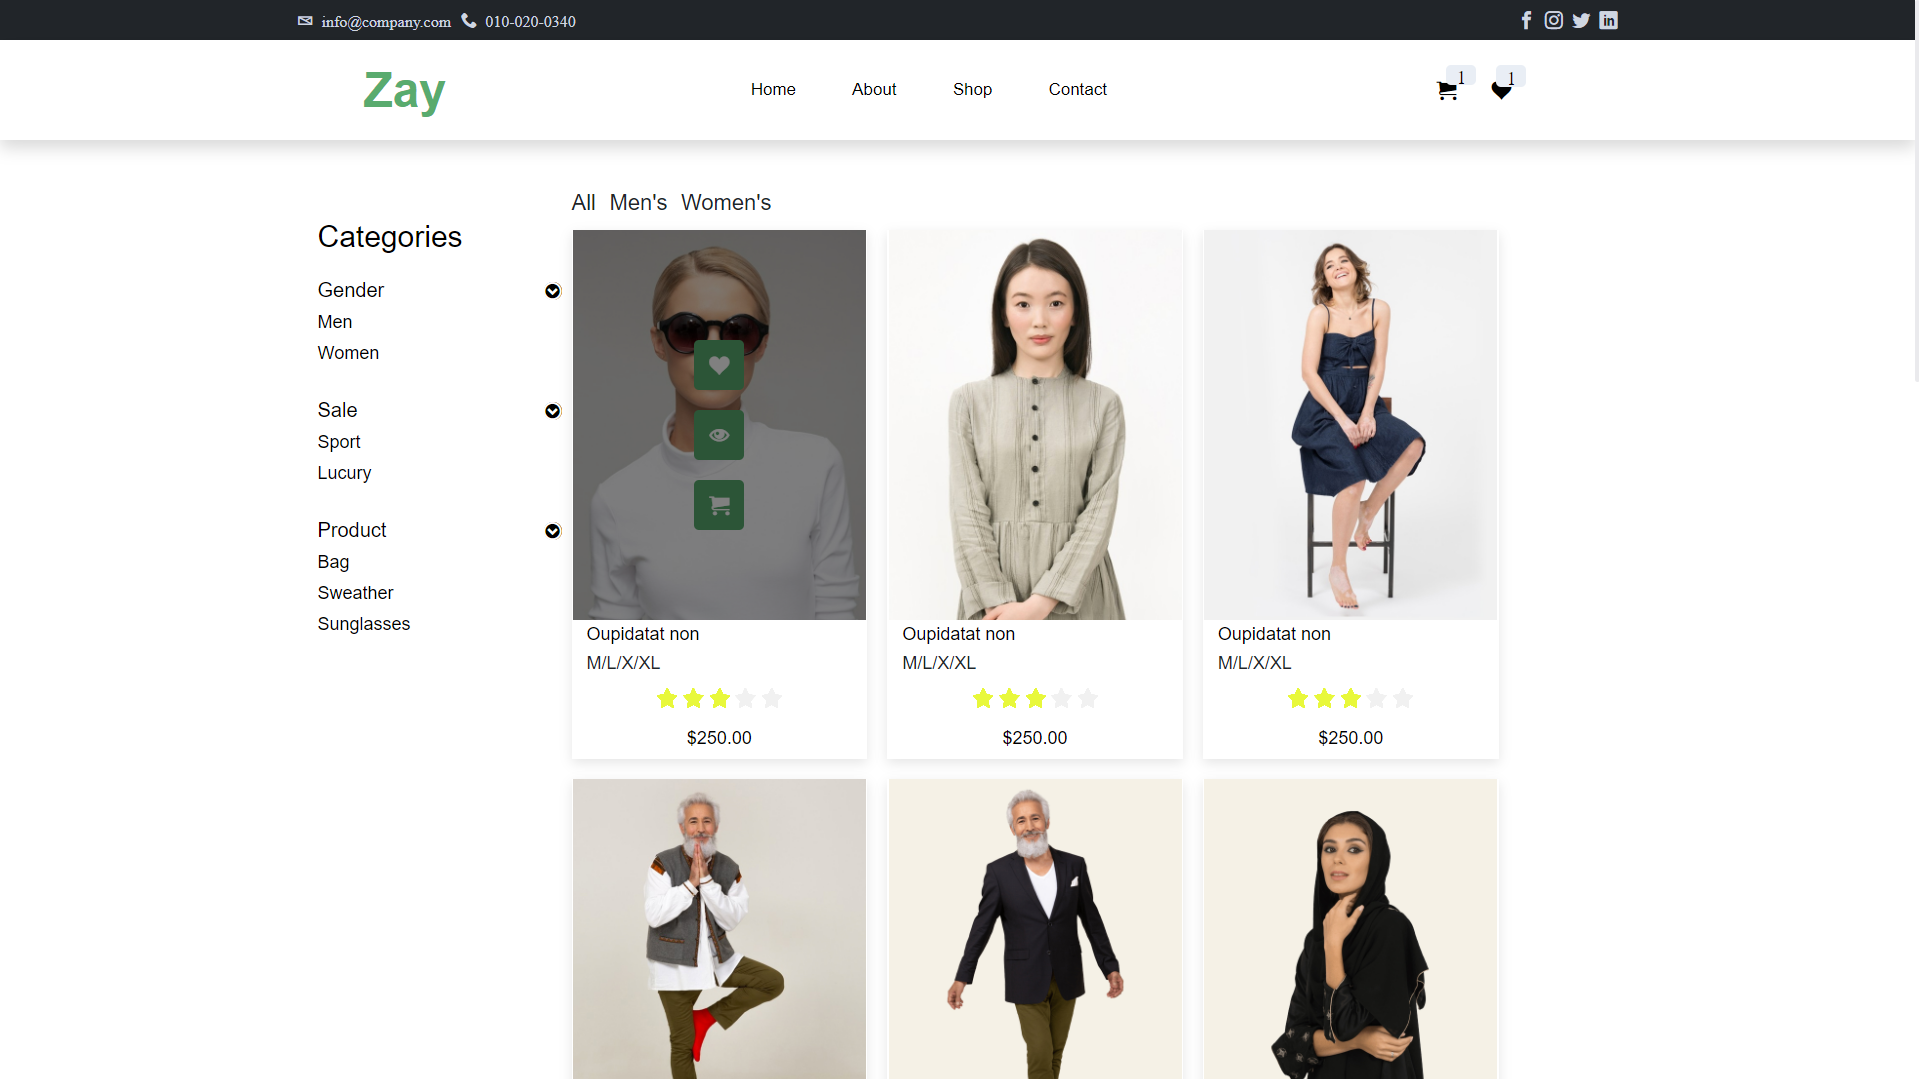 info@company.com 010-020-0340
Zay
Home About Shop Contact
1 1
All Men's Women's
Categories
Gender
Men
Women
Sale
Sport
Lucury
Product
Bag
Sweather
Sunglasses
Oupidatat non
M/L/X/XL
$250.00
Oupidatat non
M/L/X/XL
$250.00
Oupidatat non
M/L/X/XL
$250.00